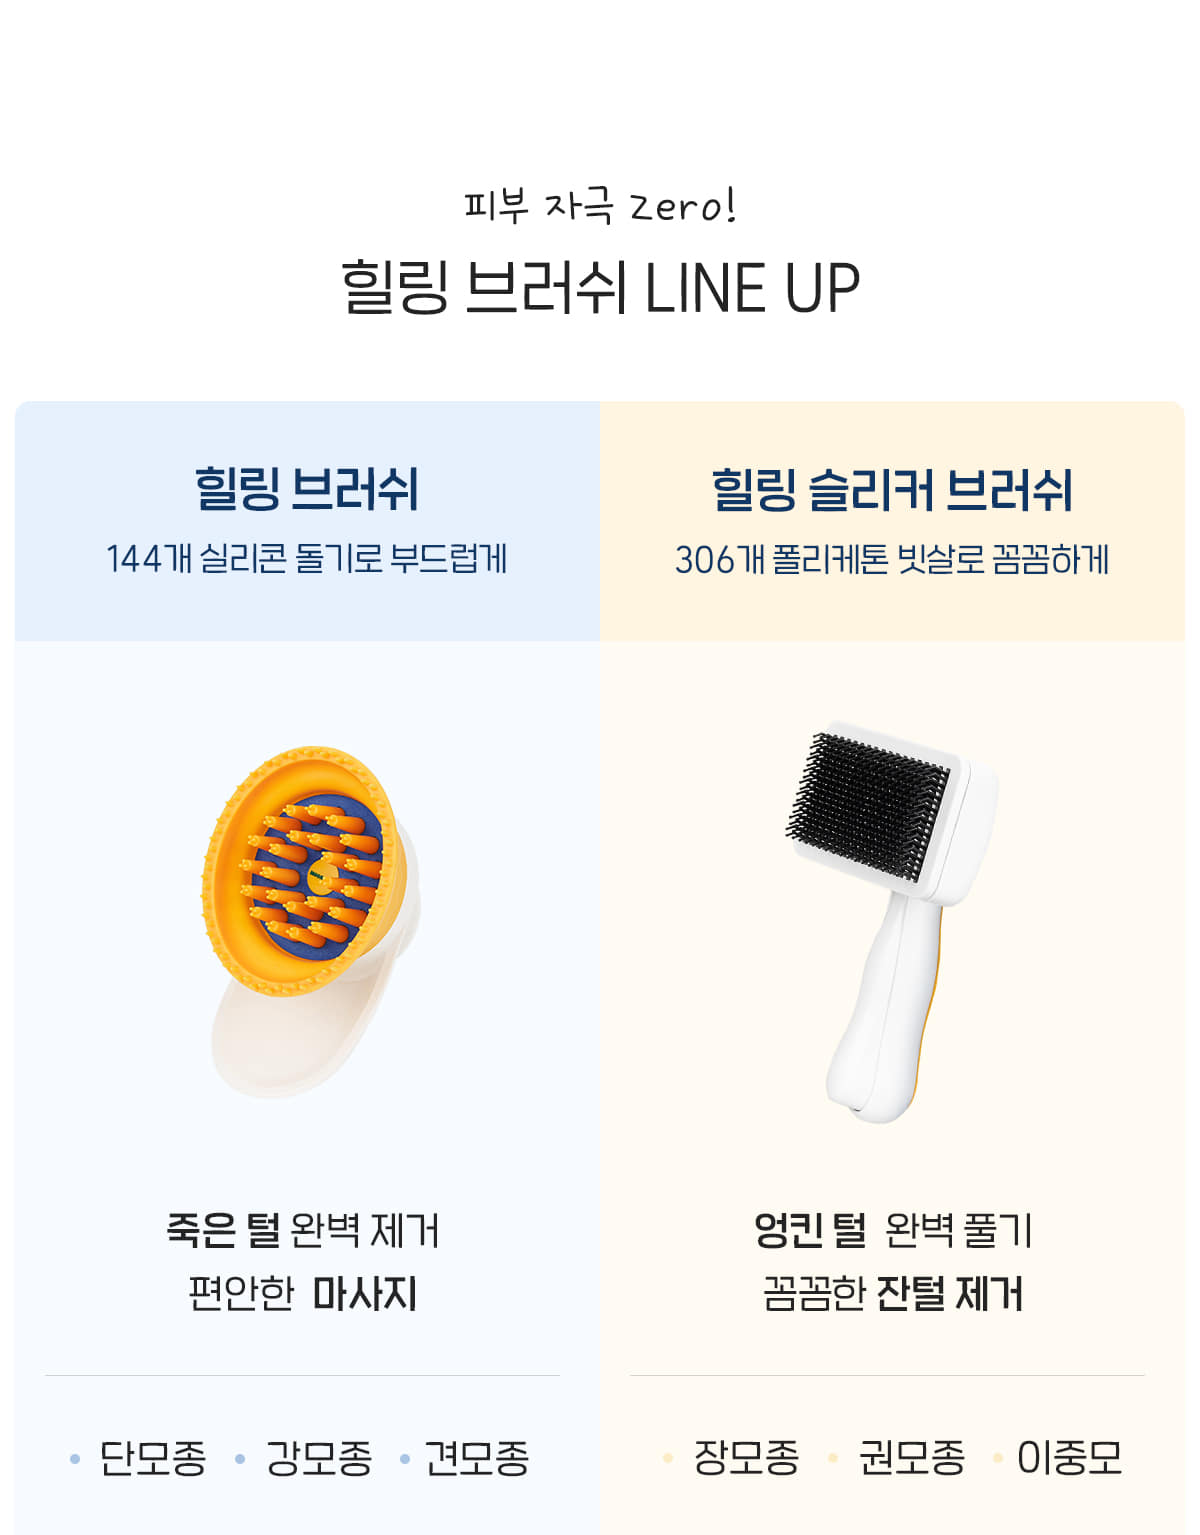 피부 자극 zero!
힐링 브러쉬 LINE UP
힐링 브러쉬
144개 실리콘 돌기로 부드럽게
힐링 슬리커 브러쉬
306개 폴리케톤 빗살로 꼼꼼하게
죽은 털 완벽 제거
편안한 마사지
엉킨 털 완벽 풀기
꼼꼼한 잔털 제거
• 단모종 • 강모종 • 견모종
• 장모종 • 권모종 • 이중모